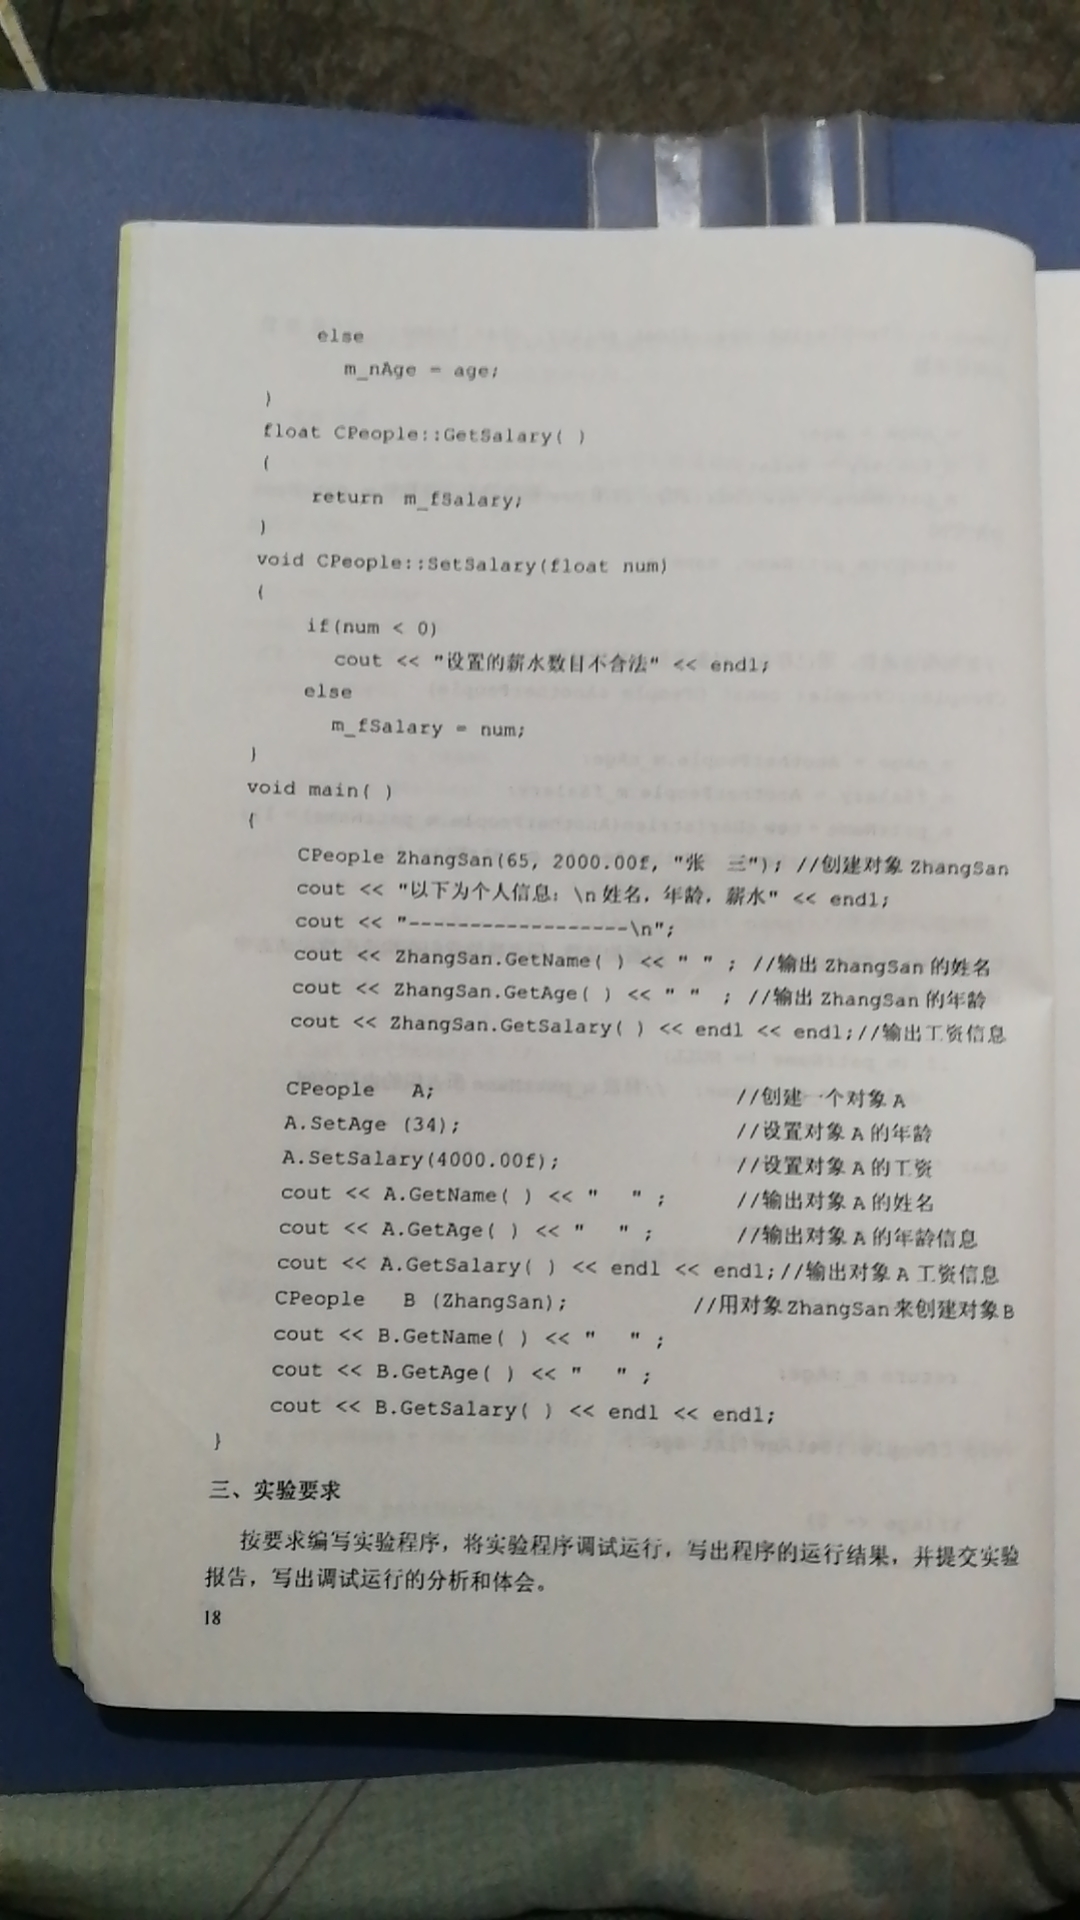 else
m_nAge = age;
}
float CPeople::GetSalary( )
{
return m_fSalary;
}
void CPeople::SetSalary(float num)
{
if(num < 0)
cout << "设置的薪水数目不合法" << endl;
else
m_fSalary = num;
}
void main( )
{
CPeople ZhangSan(65, 2000.00f, "张 三"); //创建对象 ZhangSan
cout << "以下为个人信息：\n 姓名，年龄，薪水" << endl;
cout << "------------------\n";
cout << ZhangSan.GetName( ) << " " ; //输出 ZhangSan 的姓名
cout << ZhangSan.GetAge( ) << " " ; //输出 ZhangSan 的年龄
cout << ZhangSan.GetSalary( ) << endl << endl;//输出工资信息
CPeople A; //创建一个对象 A
A.SetAge (34); //设置对象 A 的年龄
A.SetSalary(4000.00f); //设置对象 A 的工资
cout << A.GetName( ) << " " ; //输出对象 A 的姓名
cout << A.GetAge( ) << " " ; //输出对象 A 的年龄信息
cout << A.GetSalary( ) << endl << endl;//输出对象 A 工资信息
CPeople B (ZhangSan); //用对象 ZhangSan 来创建对象 B
cout << B.GetName( ) << " " ;
cout << B.GetAge( ) << " " ;
cout << B.GetSalary( ) << endl << endl;
}
三、实验要求
按要求编写实验程序，将实验程序调试运行，写出程序的运行结果，并提交实验
报告，写出调试运行的分析和体会。
18